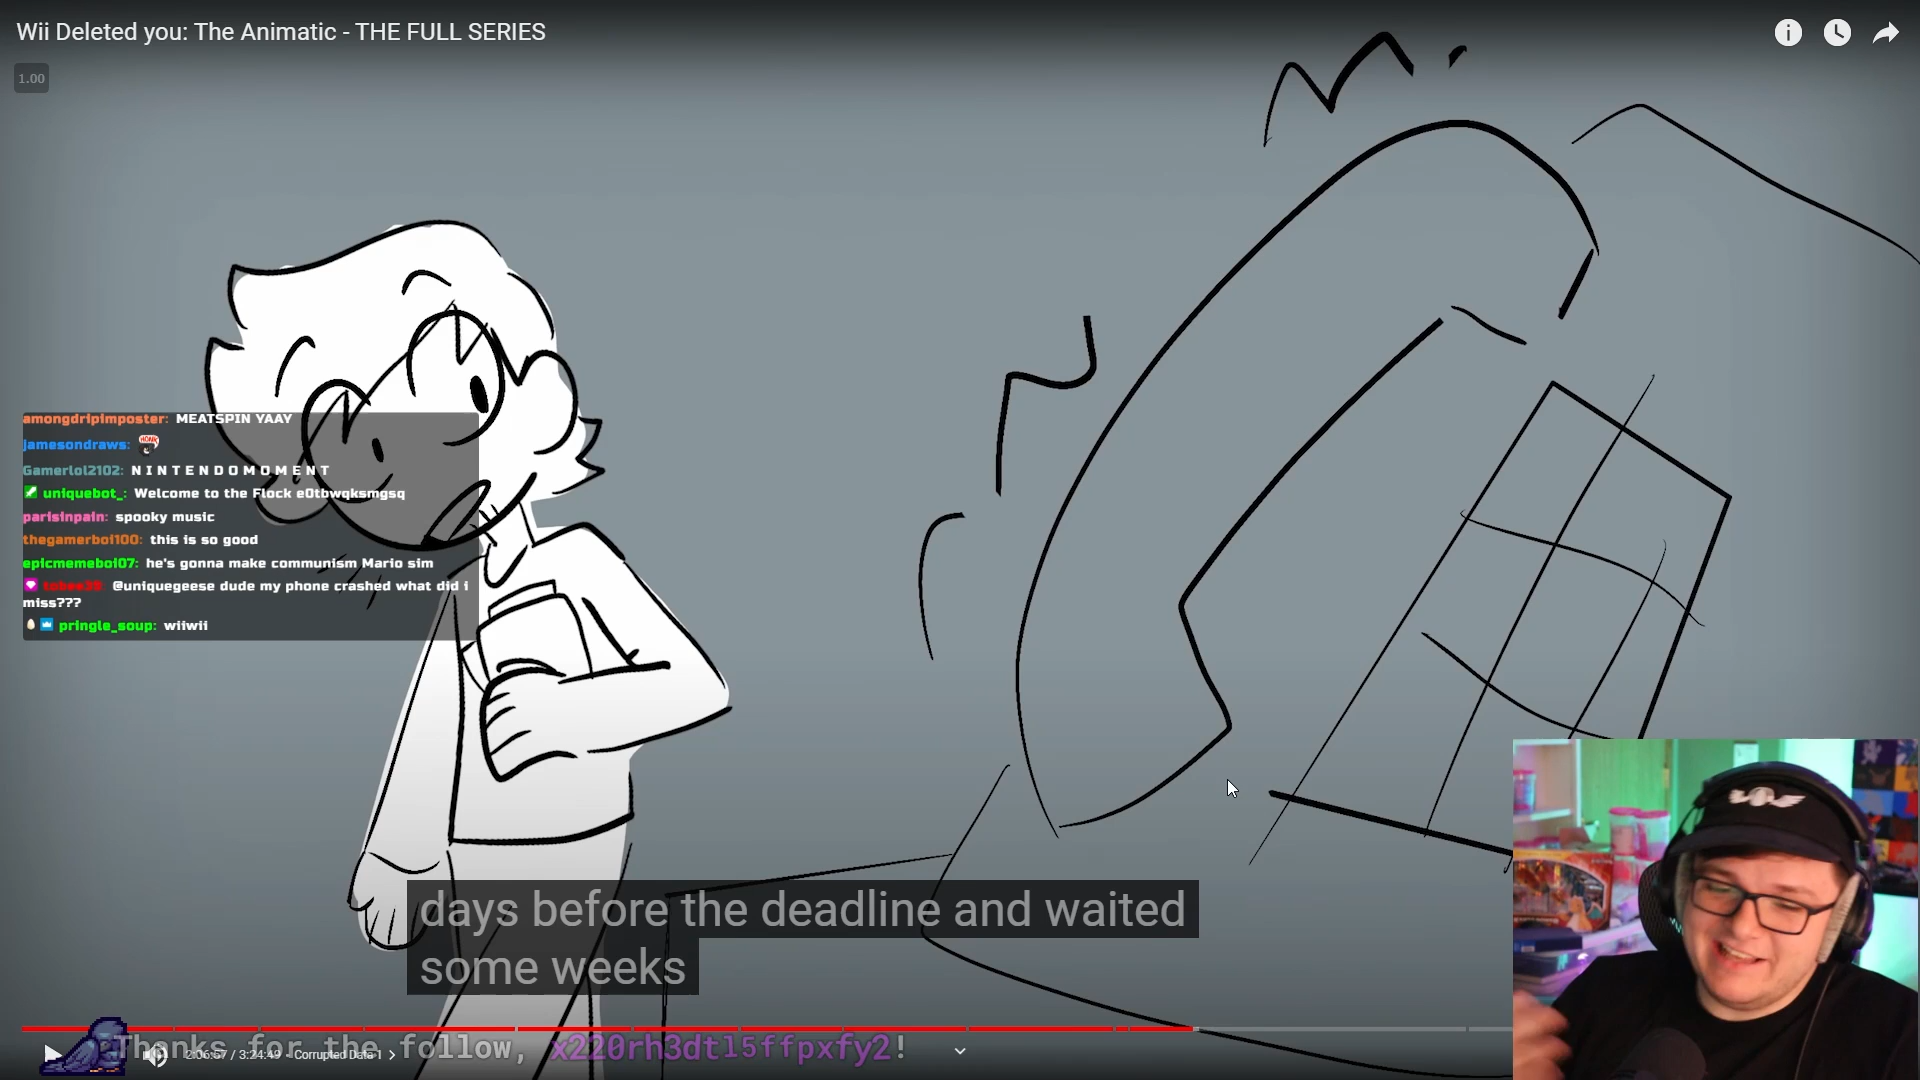 Wii Deleted you: The Animatic - THE FULL SERIES
1.00
amongdripimposter: MEATSPIN YAAY
jamesondraws:
Gamerlol2102: N I N T E N D O M O M E N T
uniquebot_: Welcome to the Flock e0tbwqksmgsq
parisinpain: spooky music
thegamerboi100: this is so good
epicmemeboi07: he's gonna make communism Mario sim
@uniquegeese dude my phone crashed what did i
miss???
pringle_soup: wiiwii
days before the deadline and waited
some weeks
Thanks for the follow, x220rh3dtl5ffpxfy2!
2:06:57 / 3:24:49 • Corrupted Data 1